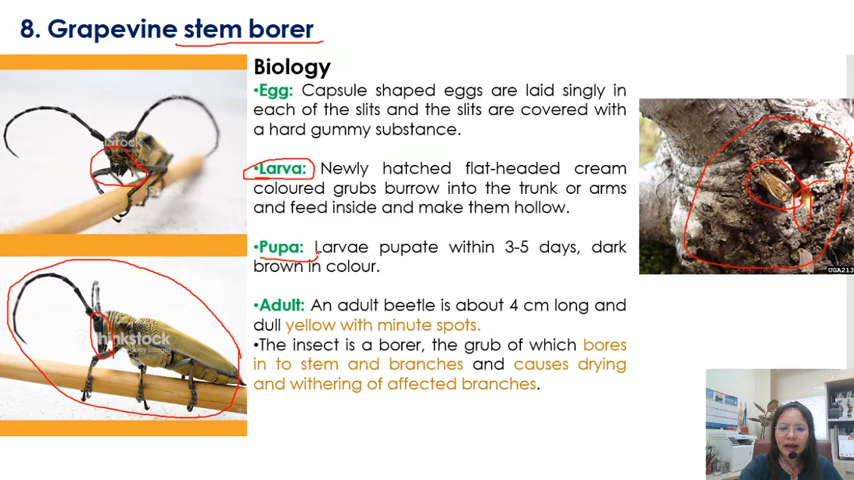 8. Grapevine stem borer
Biology
•Egg: Capsule shaped eggs are laid singly in
each of the slits and the slits are covered with
a hard gummy substance.
•Larva: Newly hatched flat-headed cream
coloured grubs burrow into the trunk or arms
and feed inside and make them hollow.
•Pupa: Larvae pupate within 3-5 days, dark
brown in colour.
•Adult: An adult beetle is about 4 cm long and
dull yellow with minute spots.
•The insect is a borer, the grub of which bores
in to stem and branches and causes drying
and withering of affected branches.
thinkstock
UGA213